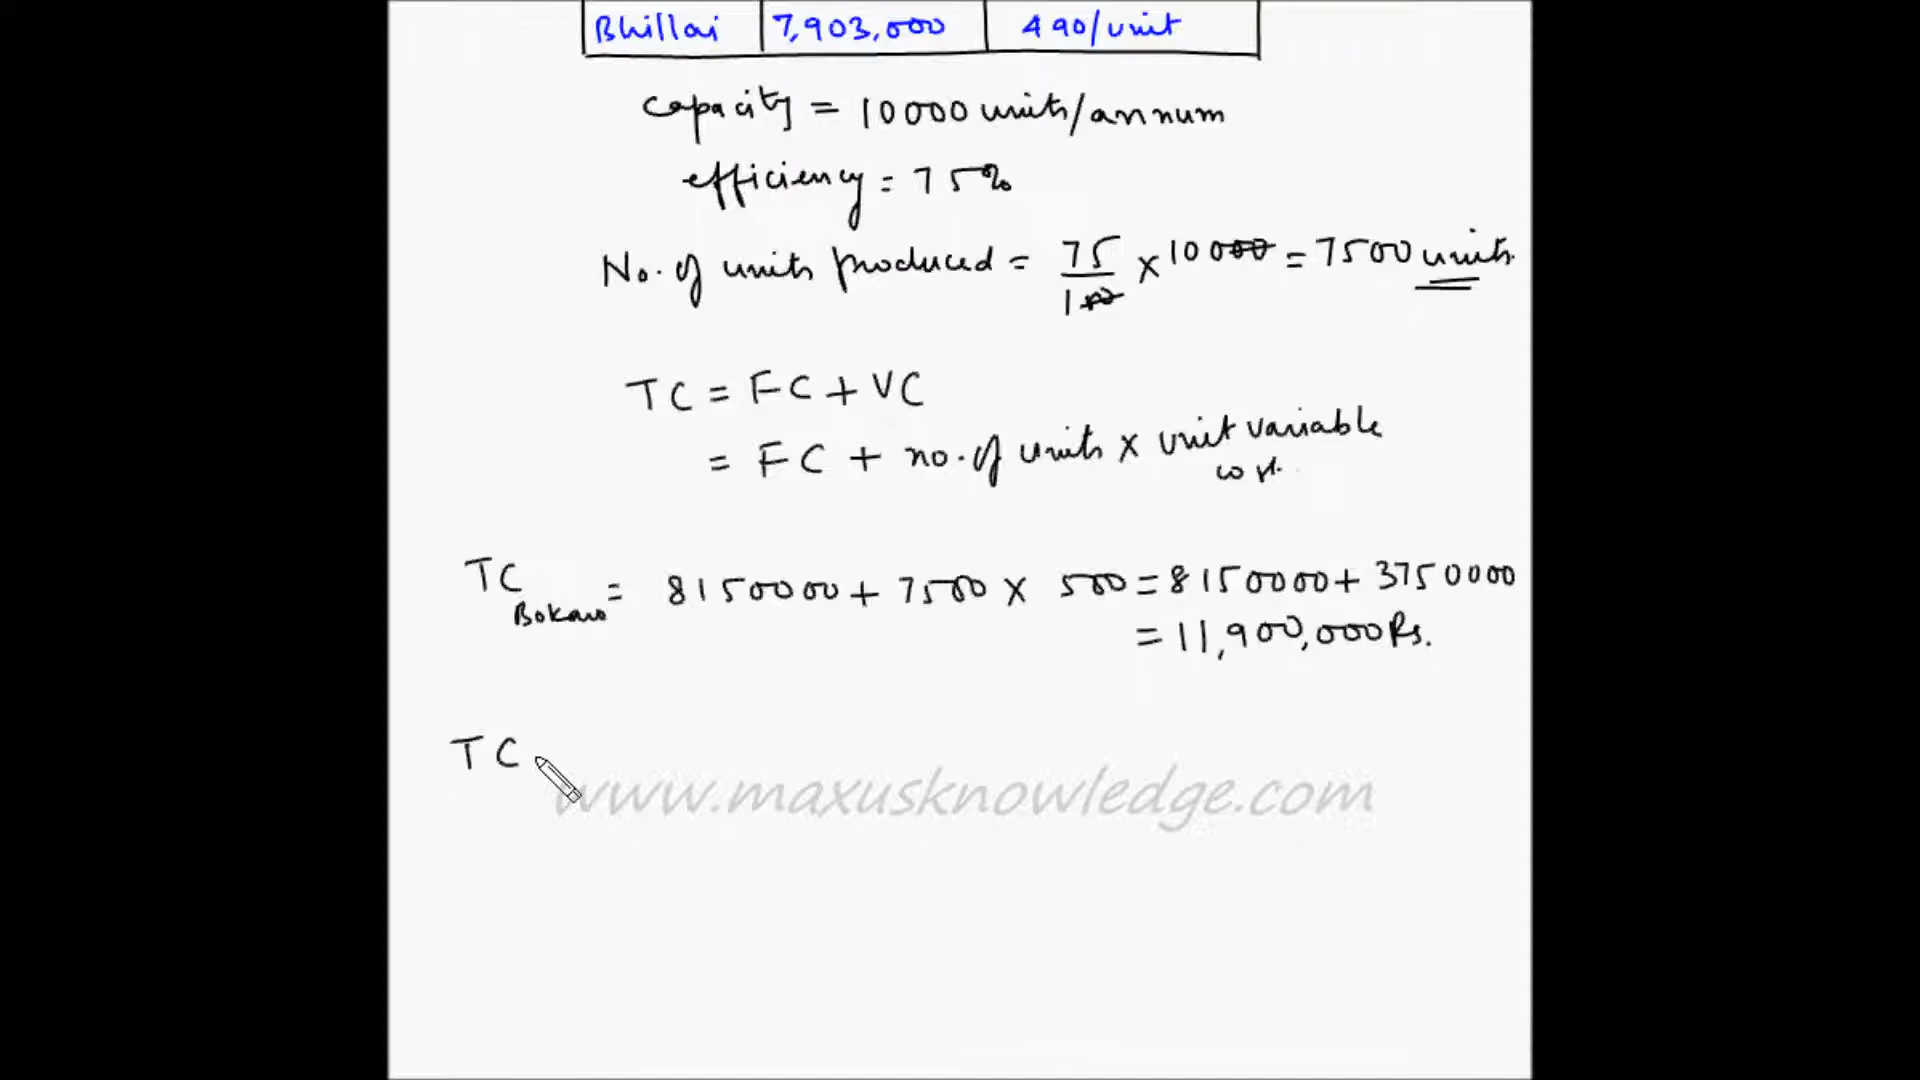 Bhillai 7,903,000 490/unit
capacity = 10000 units/annum
efficiency = 75%
No. of units produced = 75/100 × 10000 = 7500 units.
TC = FC + VC
= FC + no. of units × unit variable cost.
TC Bokaro = 8150000 + 7500 × 500 = 8150000 + 3750000
= 11,900,000 Rs.
TC
www.maxusknowledge.com